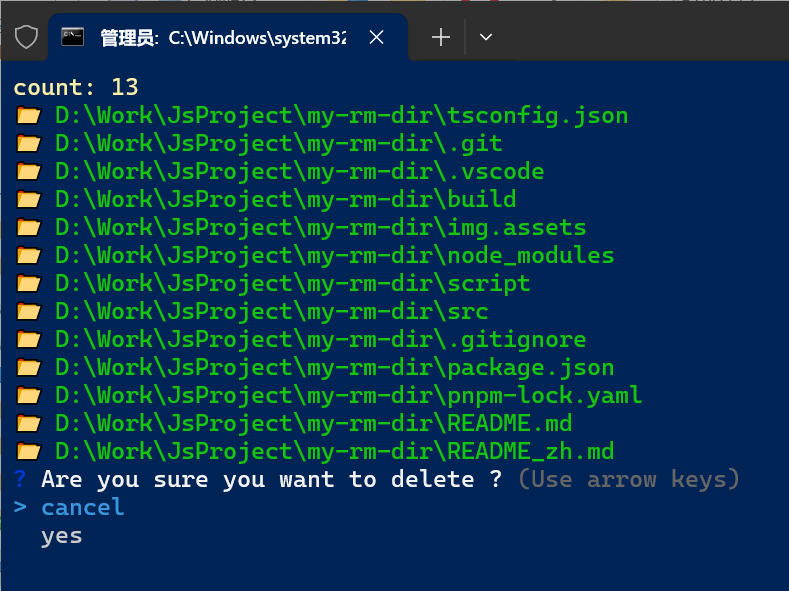 管理员: C:\Windows\system32
count: 13
D:\Work\JsProject\my-rm-dir\tsconfig.json
D:\Work\JsProject\my-rm-dir\.git
D:\Work\JsProject\my-rm-dir\.vscode
D:\Work\JsProject\my-rm-dir\build
D:\Work\JsProject\my-rm-dir\img.assets
D:\Work\JsProject\my-rm-dir\node_modules
D:\Work\JsProject\my-rm-dir\script
D:\Work\JsProject\my-rm-dir\src
D:\Work\JsProject\my-rm-dir\.gitignore
D:\Work\JsProject\my-rm-dir\package.json
D:\Work\JsProject\my-rm-dir\pnpm-lock.yaml
D:\Work\JsProject\my-rm-dir\README.md
D:\Work\JsProject\my-rm-dir\README_zh.md
? Are you sure you want to delete ? (Use arrow keys)
> cancel
yes